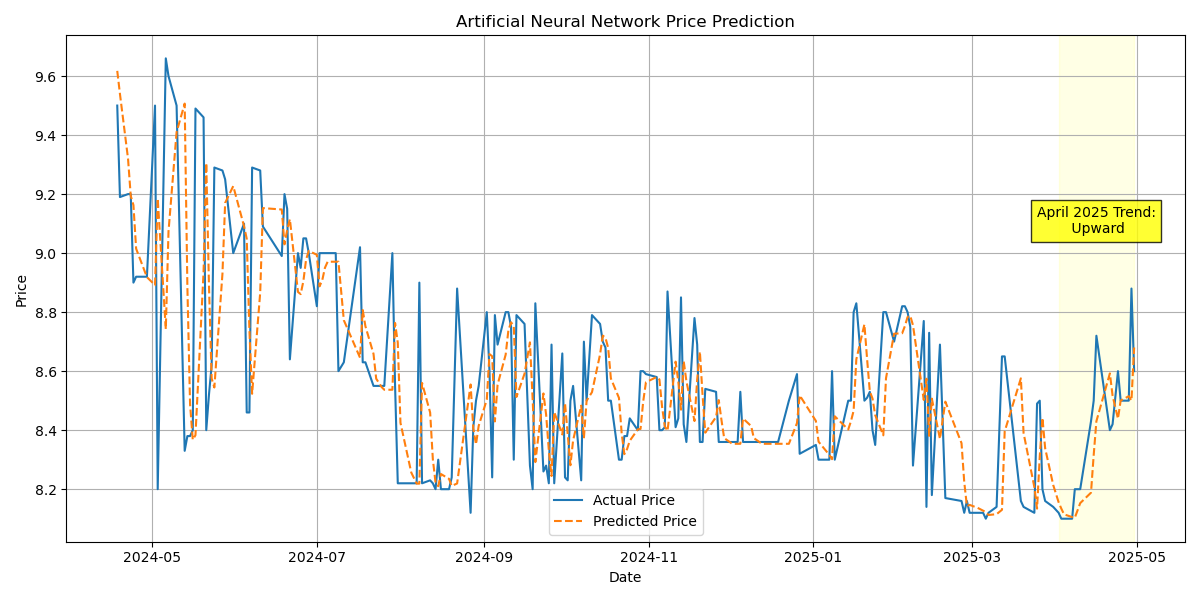 Artificial Neural Network Price Prediction
Price
9.6
9.4
9.2
9.0
8.8
8.6
8.4
8.2
April 2025 Trend:
Upward
Actual Price
Predicted Price
2024-05
2024-07
2024-09
2024-11
2025-01
2025-03
2025-05
Date